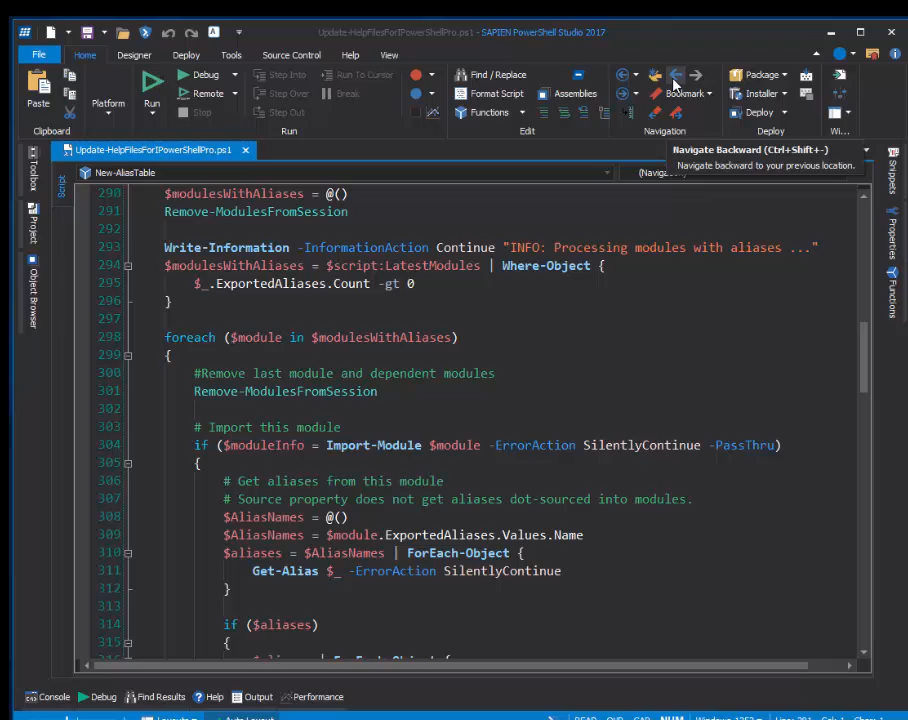 Update-HelpFilesForIPowerShellPro.ps1 - SAPIEN PowerShell Studio 2017
File Home Designer Deploy Tools Source Control Help View
Paste
Clipboard
Platform
Run
Debug
Remote
Stop
Step Into
Step Over
Step Out
Run To Cursor
Break
Run
Find / Replace
Format Script
Functions
Assemblies
Edit
Bookmark
Navigation
Package
Installer
Deploy
Deploy
Wi...
Update-HelpFilesForIPowerShellPro.ps1
Navigate Backward (Ctrl+Shift+-)
Navigate backward to your previous location.
New-AliasTable
Toolbox
Project
Object Browser
Script
Snippets
Properties
Functions
290 $modulesWithAliases = @()
291 Remove-ModulesFromSession
292
293 Write-Information -InformationAction Continue "INFO: Processing modules with aliases ..."
294 $modulesWithAliases = $script:LatestModules | Where-Object {
295 $_.ExportedAliases.Count -gt 0
296 }
297
298 foreach ($module in $modulesWithAliases)
299 {
300 #Remove last module and dependent modules
301 Remove-ModulesFromSession
302
303 # Import this module
304 if ($moduleInfo = Import-Module $module -ErrorAction SilentlyContinue -PassThru)
305 {
306 # Get aliases from this module
307 # Source property does not get aliases dot-sourced into modules.
308 $AliasNames = @()
309 $AliasNames = $module.ExportedAliases.Values.Name
310 $aliases = $AliasNames | ForEach-Object {
311 Get-Alias $_ -ErrorAction SilentlyContinue
312 }
313
314 if ($aliases)
315 {
Console Debug Find Results Help Output Performance